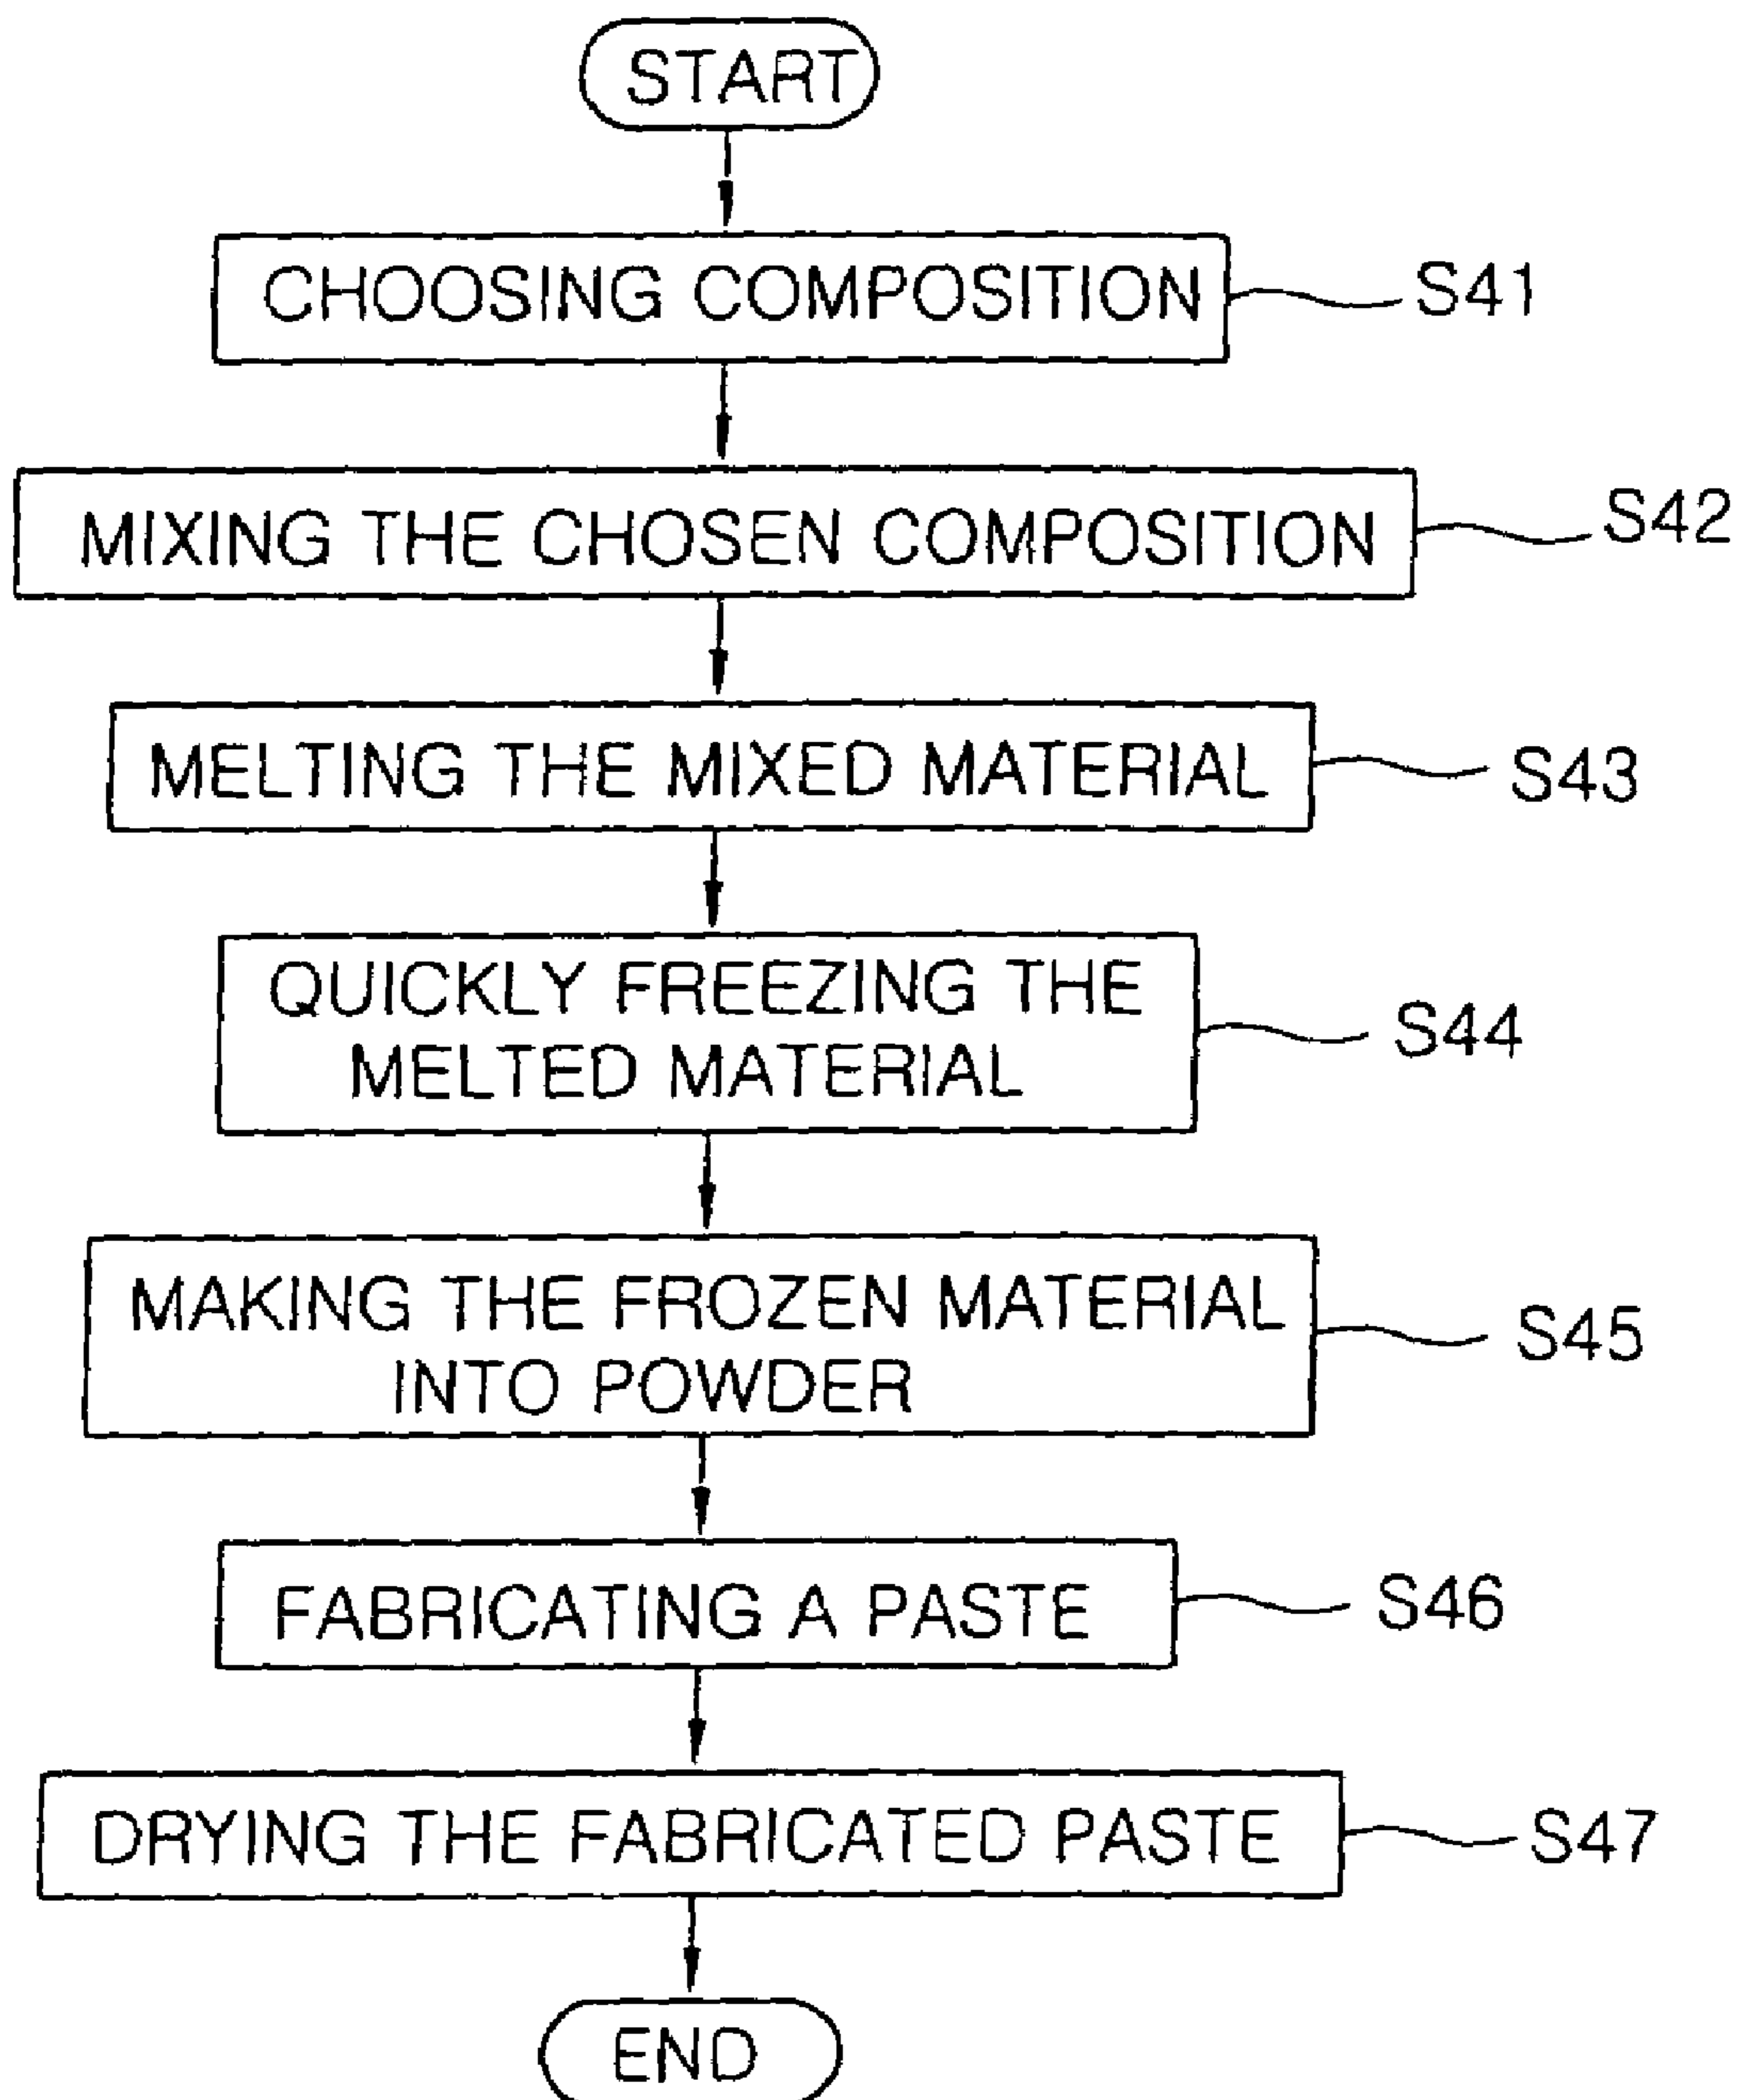 START
CHOOSING COMPOSITION
S41
MIXING THE CHOSEN COMPOSITION
S42
MELTING THE MIXED MATERIAL
S43
QUICKLY FREEZING THE
MELTED MATERIAL
S44
MAKING THE FROZEN MATERIAL
INTO POWDER
S45
FABRICATING A PASTE
S46
DRYING THE FABRICATED PASTE
S47
END